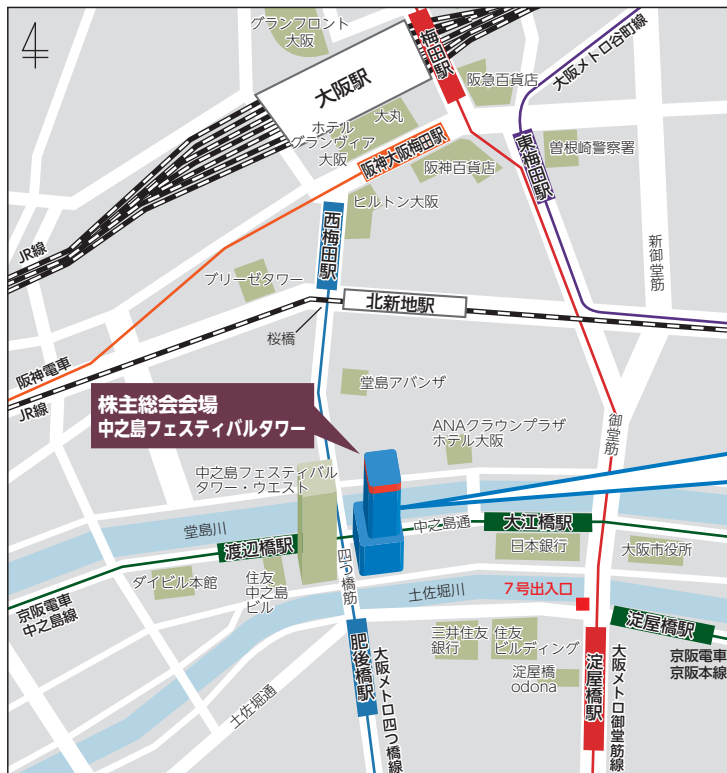 グランフロント
大阪
梅田駅
大阪メトロ谷町線
大阪駅
阪急百貨店
大丸
ホテル
グランヴィア
大阪
阪神大阪梅田駅
阪神百貨店
東梅田駅
曽根崎警察署
ヒルトン大阪
西梅田駅
新御堂筋
JR線
ブリーゼタワー
北新地駅
桜橋
阪神電車
JR線
堂島アバンザ
株主総会会場
中之島フェスティバルタワー
ANAクラウンプラザ
ホテル大阪
御堂筋
中之島フェスティバル
タワー・ウエスト
堂島川
中之島通
大江橋駅
渡辺橋駅
日本銀行
大阪市役所
四つ橋筋
ダイビル本館
住友
中之島
ビル
土佐堀川
7号出入口
京阪電車
中之島線
淀屋橋駅
肥後橋駅
三井住友
銀行
住友
ビルディング
京阪電車
京阪本線
淀屋橋
odona
淀屋橋駅
大阪メトロ御堂筋線
大阪メトロ四つ橋線
土佐堀通